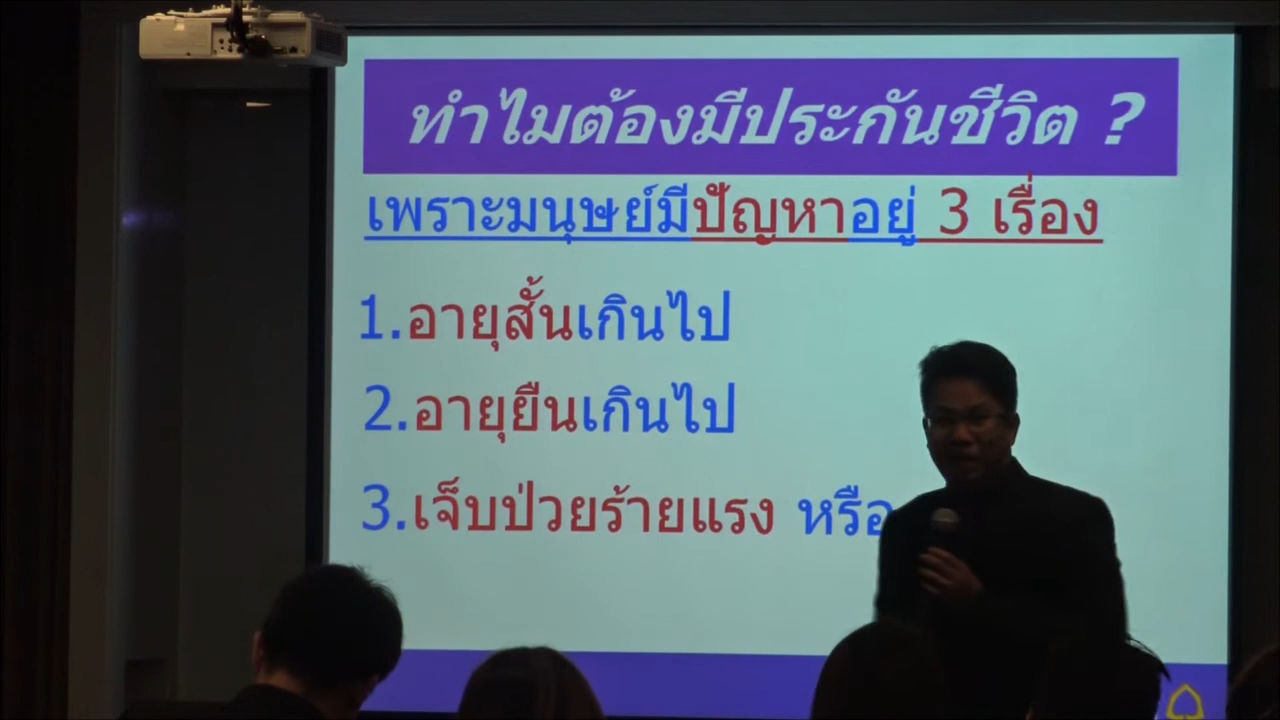 ทำไมต้องมีประกันชีวิต ?
เพราะมนุษย์มีปัญหาอยู่ 3 เรื่อง
1.อายุสั้นเกินไป
2.อายุยืนเกินไป
3.เจ็บป่วยร้ายแรง หรือ